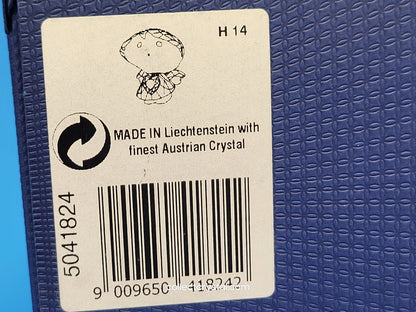 H 14
MADE IN Liechtenstein with
finest Austrian Crystal
5041824
9 009650 418242